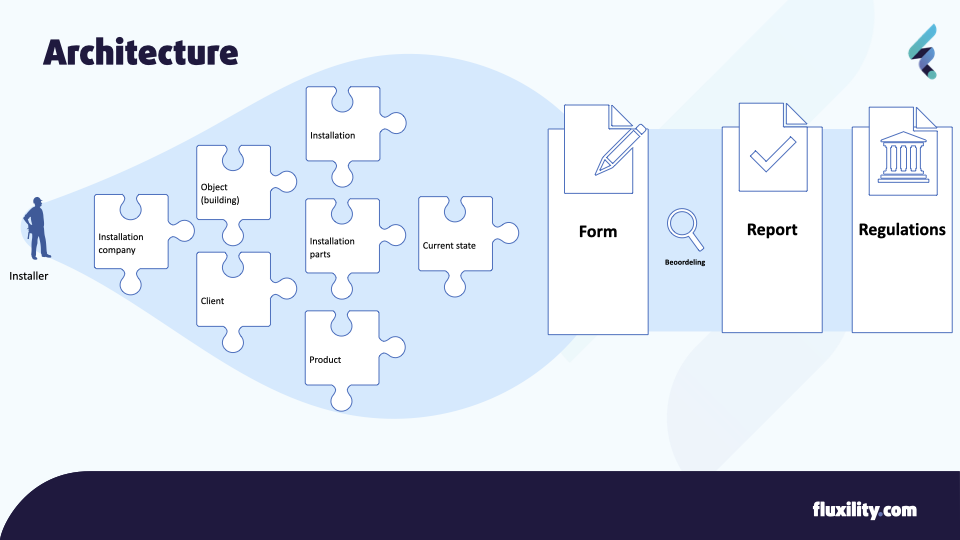 Architecture
Installation
Object
(building)
Installation
company
Installation
parts
Current state
Client
Product
Installer
Form
Beoordeling
Report
Regulations
fluxility.com